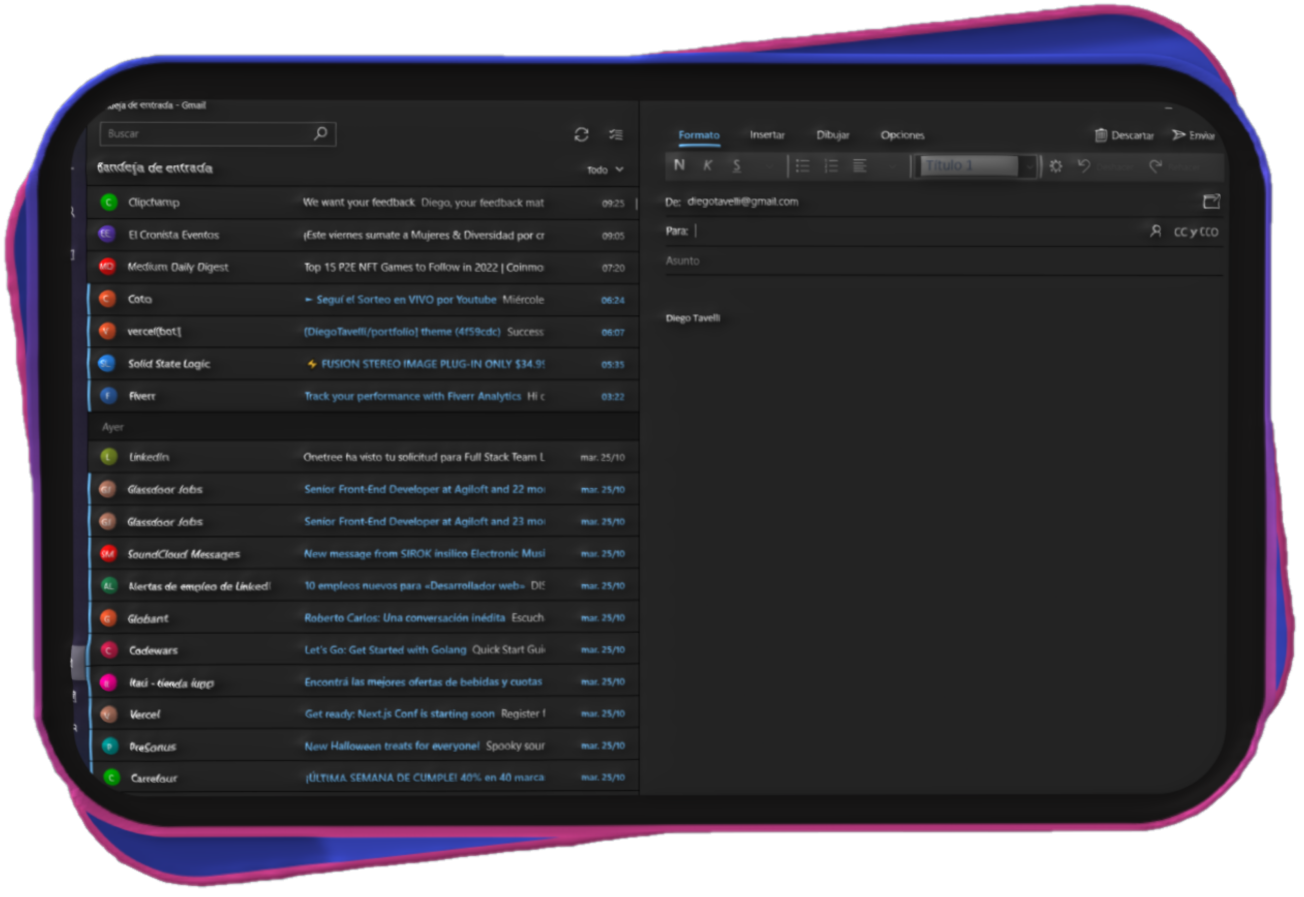 deja de entrada - Gmail
Buscar
Bandeja de entrada
Todo
C Clipchamp We want your feedback Diego, your feedback mat 09:25
EC El Cronista Eventos ¡Este viernes sumate a Mujeres & Diversidad por cr 09:05
MD Medium Daily Digest Top 15 P2E NFT Games to Follow in 2022 | Coinmo 07:20
C Coto ► Seguí el Sorteo en VIVO por Youtube Miércole 06:24
V vercel[bot] [DiegoTavelli/portfolio] theme (4f59cdc) Success 06:07
Solid State Logic ⚡ FUSION STEREO IMAGE PLUG-IN ONLY $34.9 05:35
F Fiverr Track your performance with Fiverr Analytics Hi c 03:22
Ayer
L LinkedIn Onetree ha visto tu solicitud para Full Stack Team L mar. 25/10
GJ Glassdoor Jobs Senior Front-End Developer at Agiloft and 22 mo mar. 25/10
GJ Glassdoor Jobs Senior Front-End Developer at Agiloft and 23 mo mar. 25/10
SM SoundCloud Messages New message from SIROK insilico Electronic Musi mar. 25/10
AL Alertas de empleo de LinkedI 10 empleos nuevos para «Desarrollador web» DIS mar. 25/10
G Globant Roberto Carlos: Una conversación inédita Escuch mar. 25/10
C Codewars Let's Go: Get Started with Golang Quick Start Gui mar. 25/10
Itaú - tienda iupp Encontrá las mejores ofertas de bebidas y cuotas mar. 25/10
V Vercel Get ready: Next.js Conf is starting soon Register f mar. 25/10
P PreSonus New Halloween treats for everyone! Spooky sour mar. 25/10
C Carrefour ¡ÚLTIMA SEMANA DE CUMPLE! 40% en 40 marca mar. 25/10
Formato Insertar Dibujar Opciones Descartar Enviar
N K S Título 1
De: diegotavelli@gmail.com
Para: CC y CCO
Asunto
Diego Tavelli